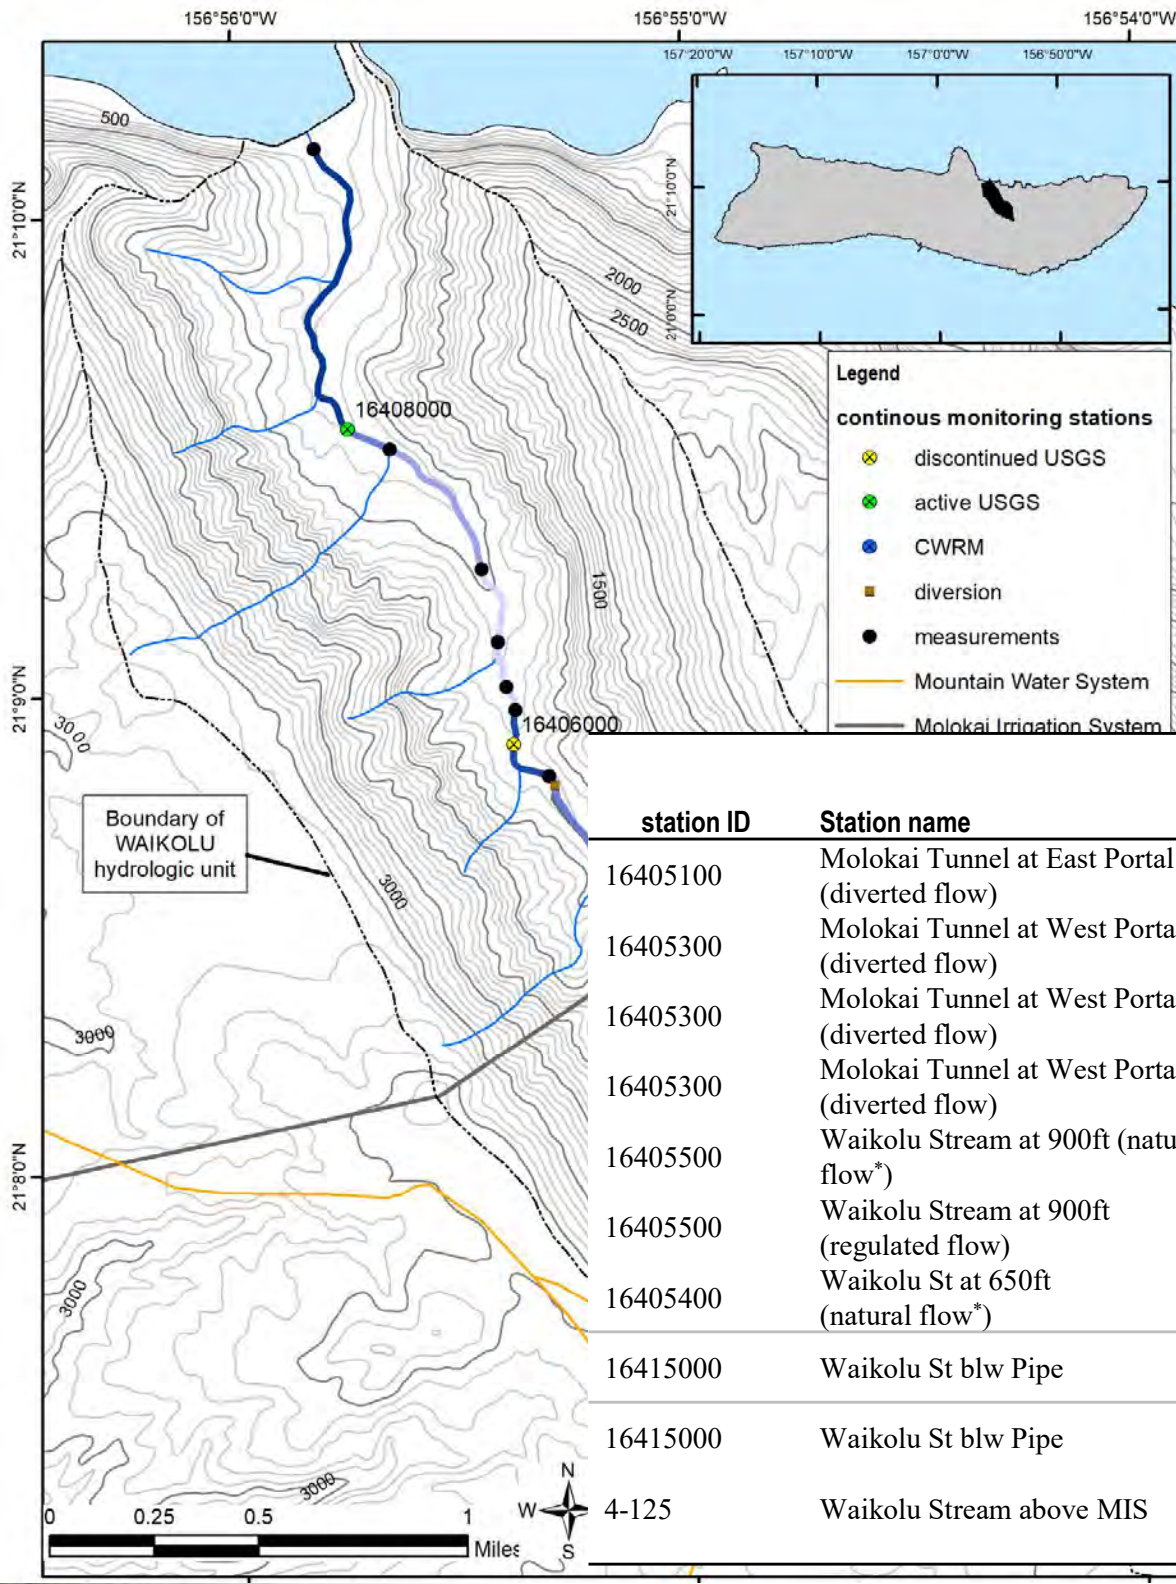 156°56'0"W
156°55'0"W
156°54'0"W
157°20'0"W
157°10'0"W
157°0'0"W
156°50'0"W
21°10'0"N
21°0'0"N
500
21°10'0"N
2000
2500
Legend
continous monitoring stations
discontinued USGS
active USGS
CWRM
diversion
measurements
Mountain Water System
Molokai Irrigation System
16408000
1500
21°9'0"N
3000
16406000
Boundary of
WAIKOLU
hydrologic unit
3000
3000
21°8'0"N
3000
3000
0 0.25 0.5 1
Miles
N
W
S
station ID Station name
16405100 Molokai Tunnel at East Portal
(diverted flow)
16405300 Molokai Tunnel at West Porta
(diverted flow)
16405300 Molokai Tunnel at West Porta
(diverted flow)
16405300 Molokai Tunnel at West Porta
(diverted flow)
16405500 Waikolu Stream at 900ft (natu
flow*)
16405500 Waikolu Stream at 900ft
(regulated flow)
16405400 Waikolu St at 650ft
(natural flow*)
16415000 Waikolu St blw Pipe
16415000 Waikolu St blw Pipe
4-125 Waikolu Stream above MIS